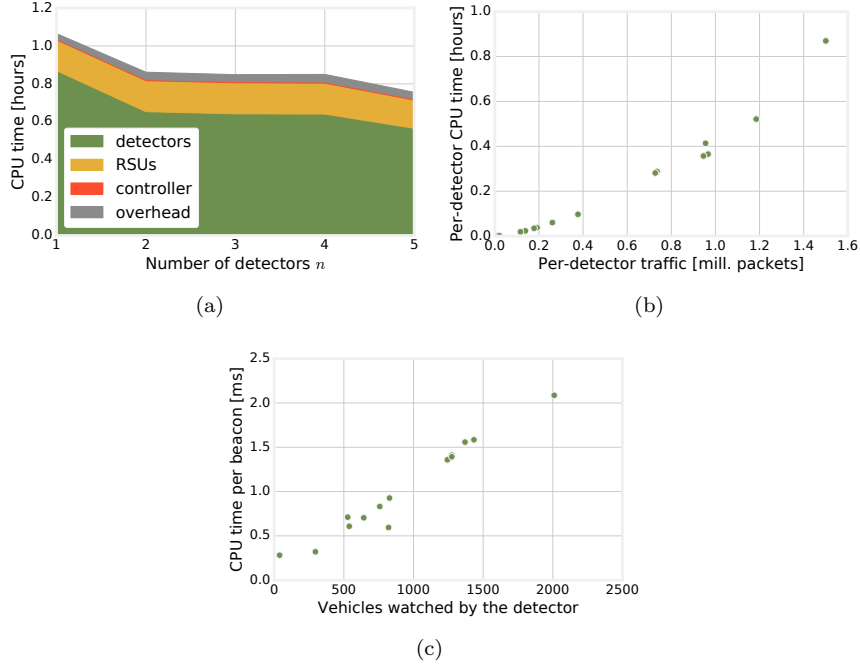 1.2
1.0
0.8
0.6
0.4
0.2
0.0
CPU time [hours]
detectors
RSUs
controller
overhead
1 2 3 4 5
Number of detectors n
(a)
1.0
0.8
0.6
0.4
0.2
0.0
Per-detector CPU time [hours]
0.0 0.2 0.4 0.6 0.8 1.0 1.2 1.4 1.6
Per-detector traffic [mill. packets]
(b)
2.5
2.0
1.5
1.0
0.5
0.0
CPU time per beacon [ms]
0 500 1000 1500 2000 2500
Vehicles watched by the detector
(c)